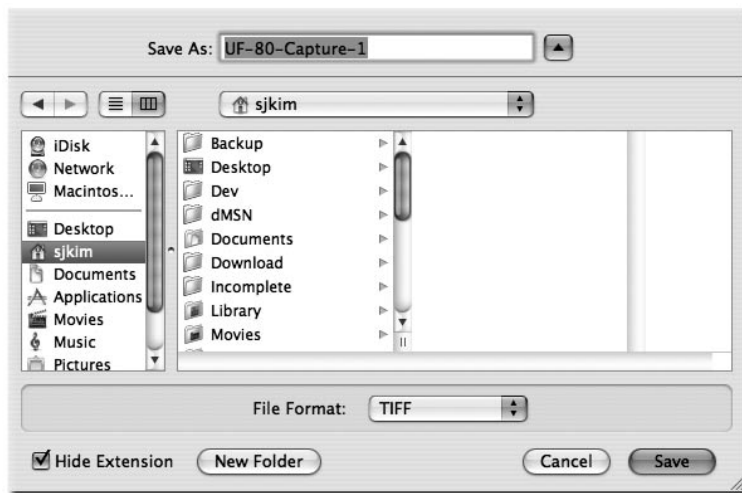 Save As: UF-80-Capture-1
sjkim
iDisk
Network
Macintos...
Desktop
sjkim
Documents
Applications
Movies
Music
Pictures
Backup
Desktop
Dev
dMSN
Documents
Download
Incomplete
Library
Movies
File Format: TIFF
Hide Extension New Folder Cancel Save